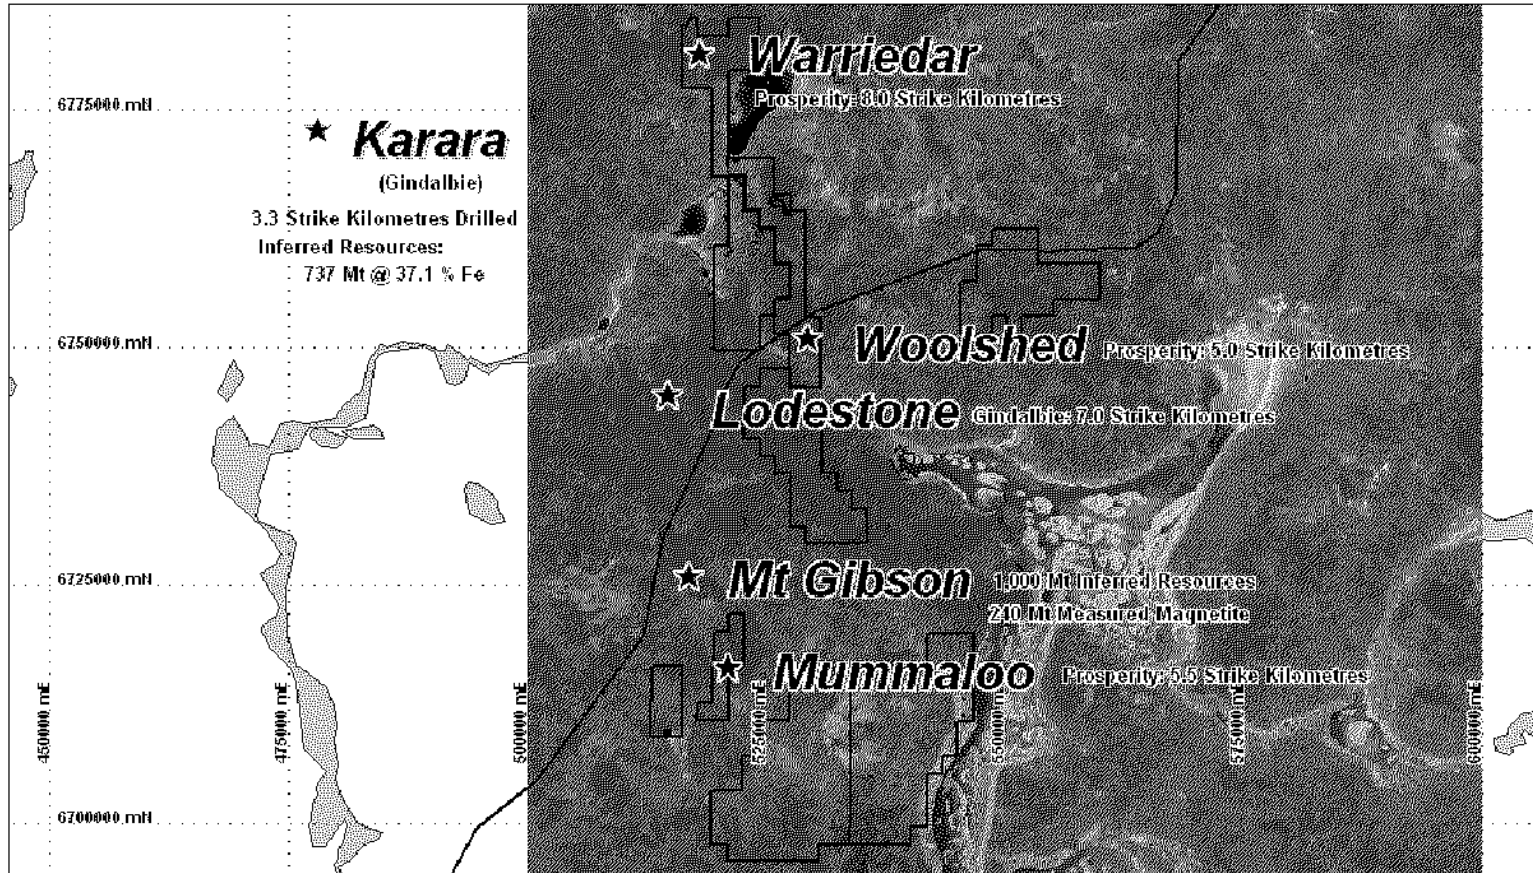 Warriedar
Prosperity: 8.0 Strike Kilometres
6775000 mN
Karara
(Gindalbie)
3.3 Strike Kilometres Drilled
Inferred Resources:
737 Mt @ 37.1 % Fe
6750000 mN
Woolshed
Prosperity: 5.0 Strike Kilometres
Lodestone
Gindalbie: 7.0 Strike Kilometres
6725000 mN
Mt Gibson
1,000 Mt Inferred Resources
240 Mt Measured Magnetite
Mummaloo
Prosperity: 5.5 Strike Kilometres
450000 mE
475000 mE
500000 mE
525000 mE
550000 mE
575000 mE
600000 mE
6700000 mN